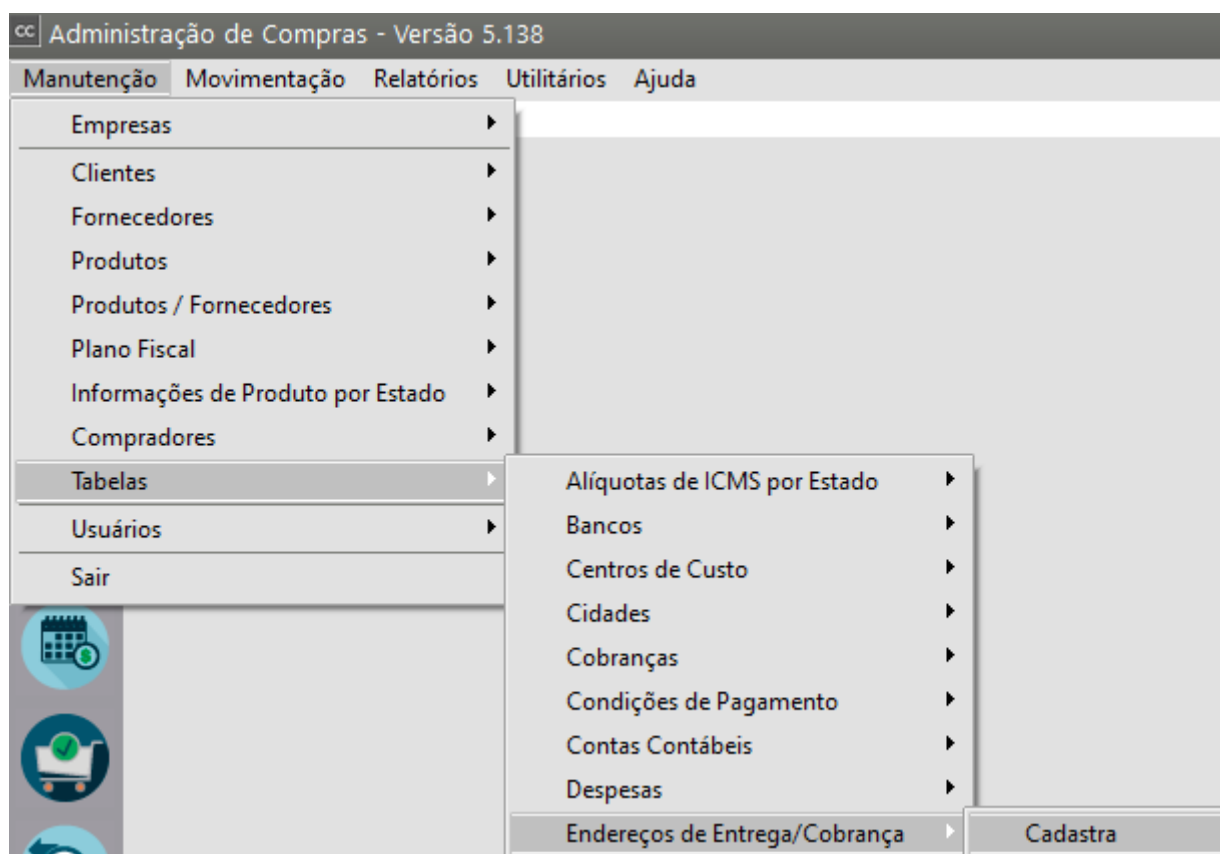 cc Administração de Compras - Versão 5.138
Manutenção Movimentação Relatórios Utilitários Ajuda
Empresas
Clientes
Fornecedores
Produtos
Produtos / Fornecedores
Plano Fiscal
Informações de Produto por Estado
Compradores
Tabelas
Usuários
Sair
Alíquotas de ICMS por Estado
Bancos
Centros de Custo
Cidades
Cobranças
Condições de Pagamento
Contas Contábeis
Despesas
Endereços de Entrega/Cobrança
Cadastra